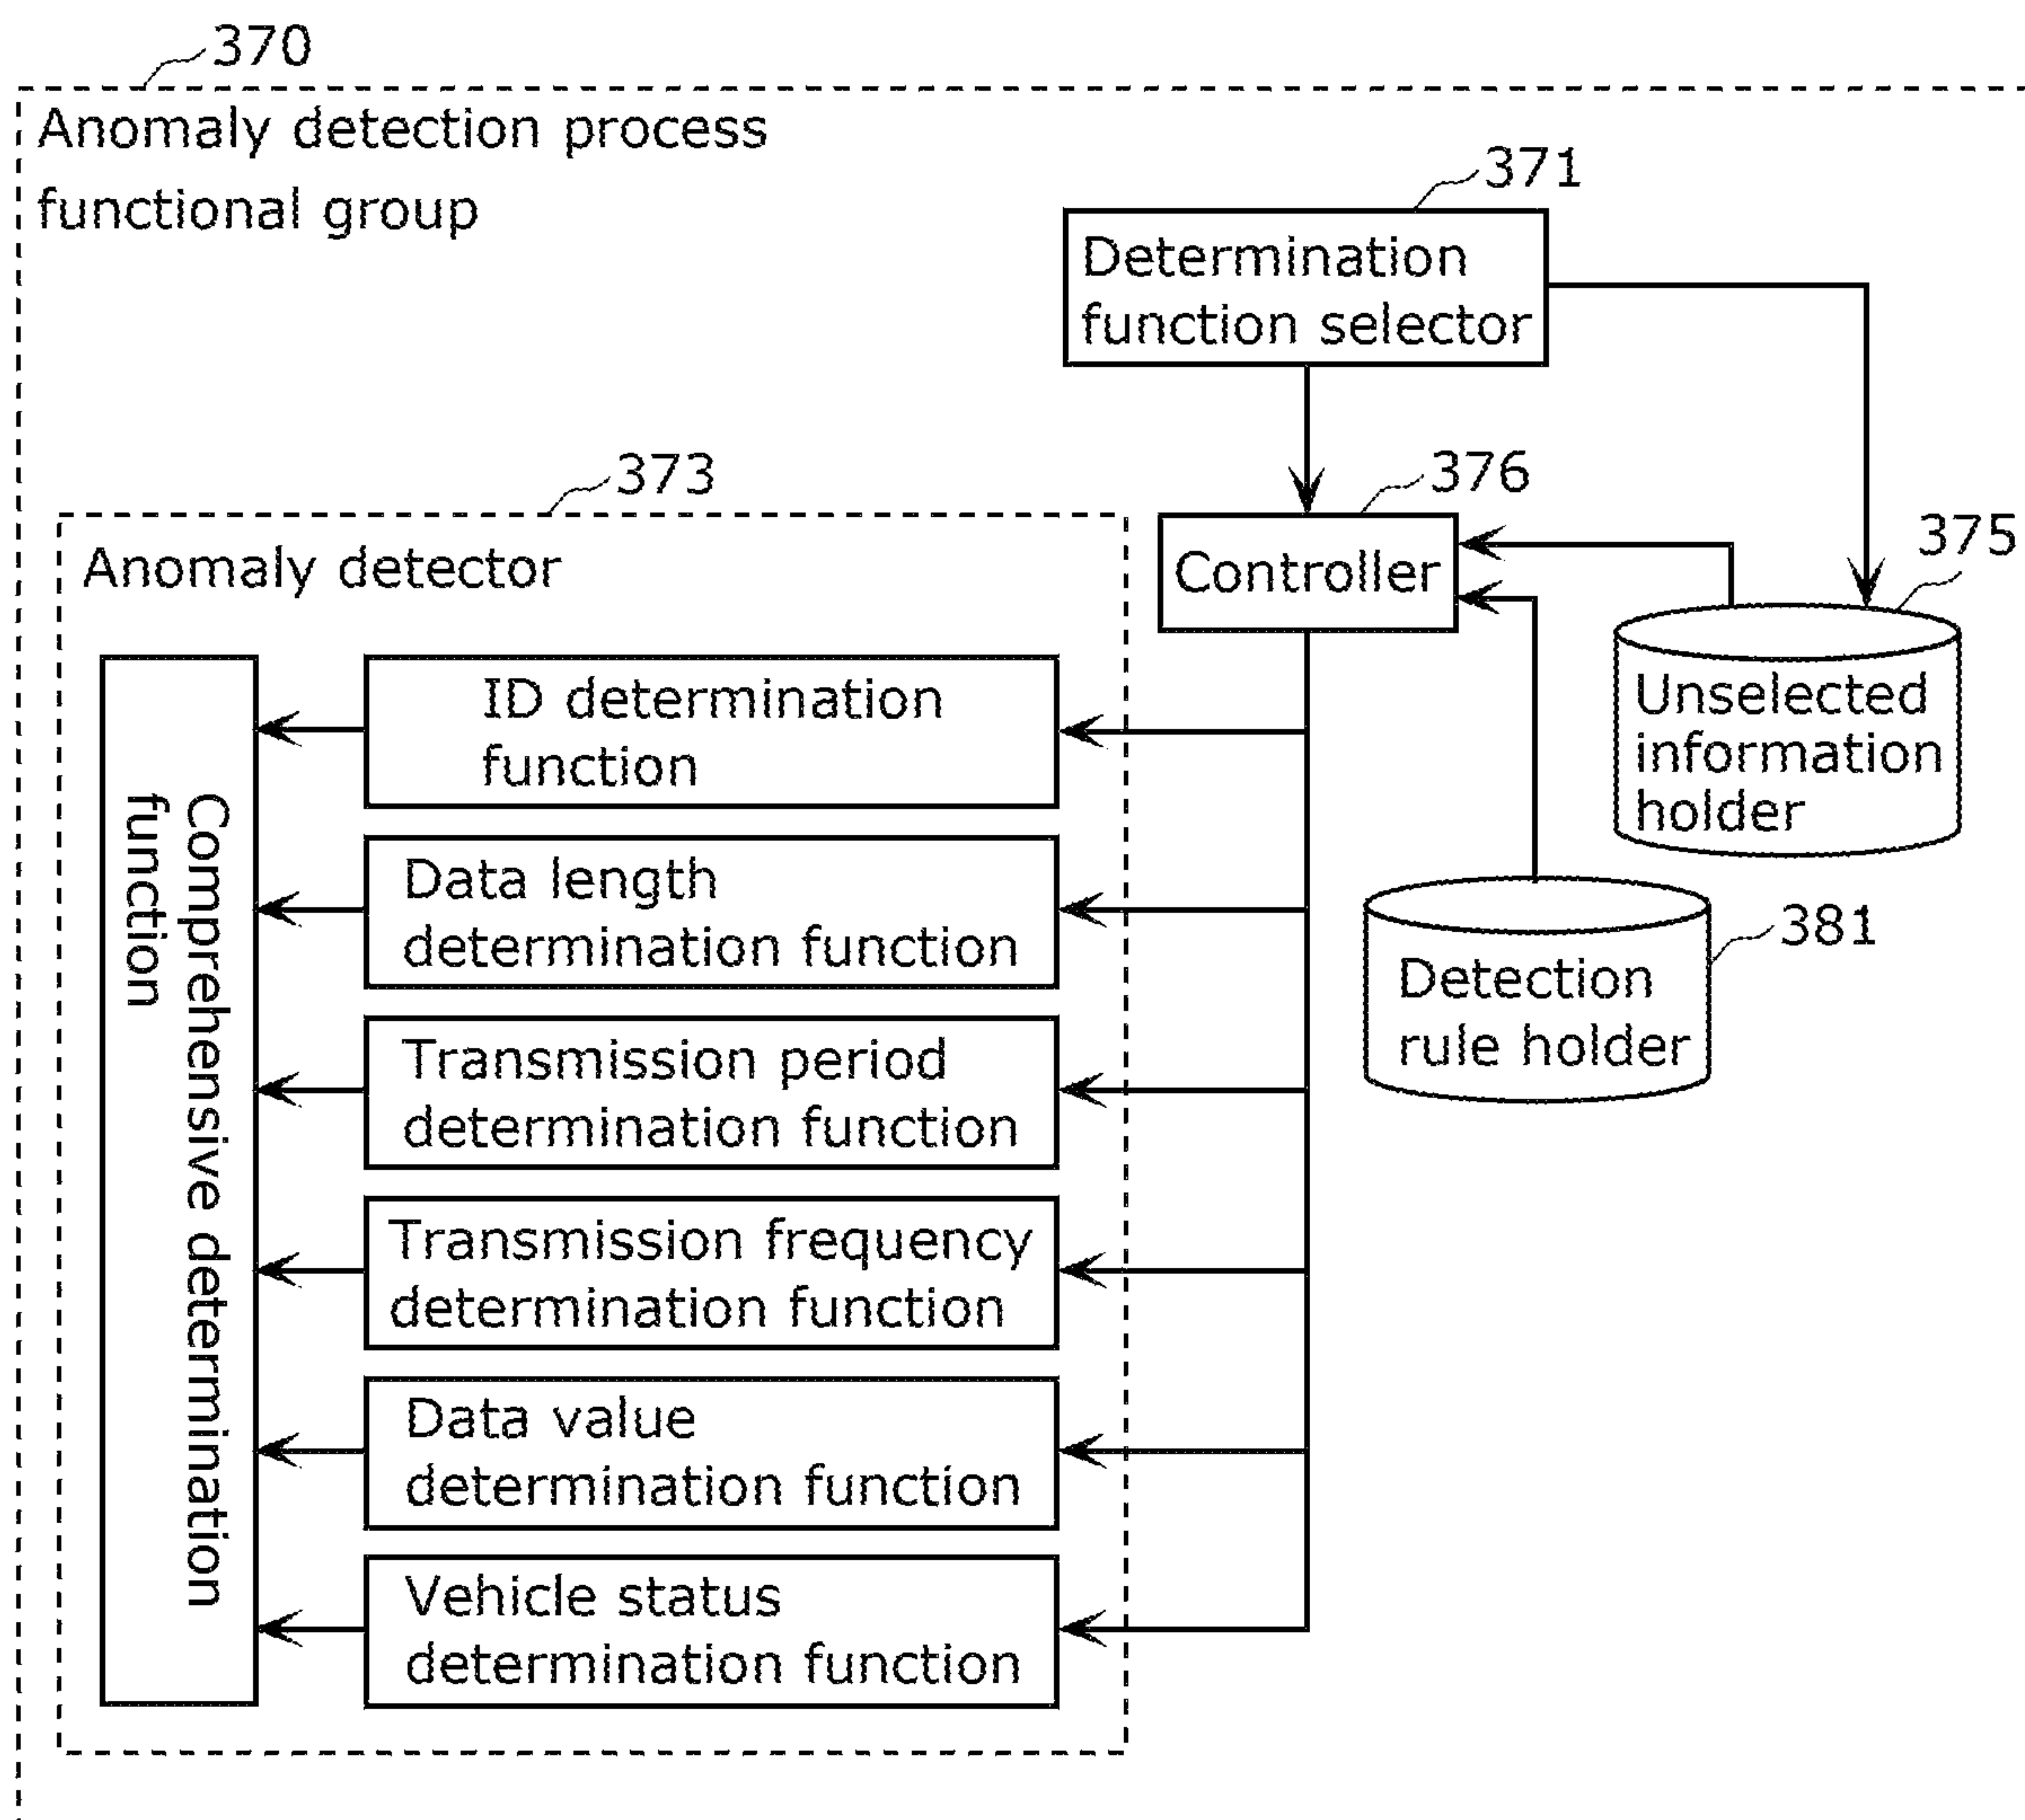 370
Anomaly detection process
functional group
371
Determination
function selector
373
376
375
Anomaly detector
Controller
Unselected
information
holder
ID determination
function
Data length
determination function
381
Detection
rule holder
Transmission period
determination function
Transmission frequency
determination function
Data value
determination function
Vehicle status
determination function
Comprehensive determination
function